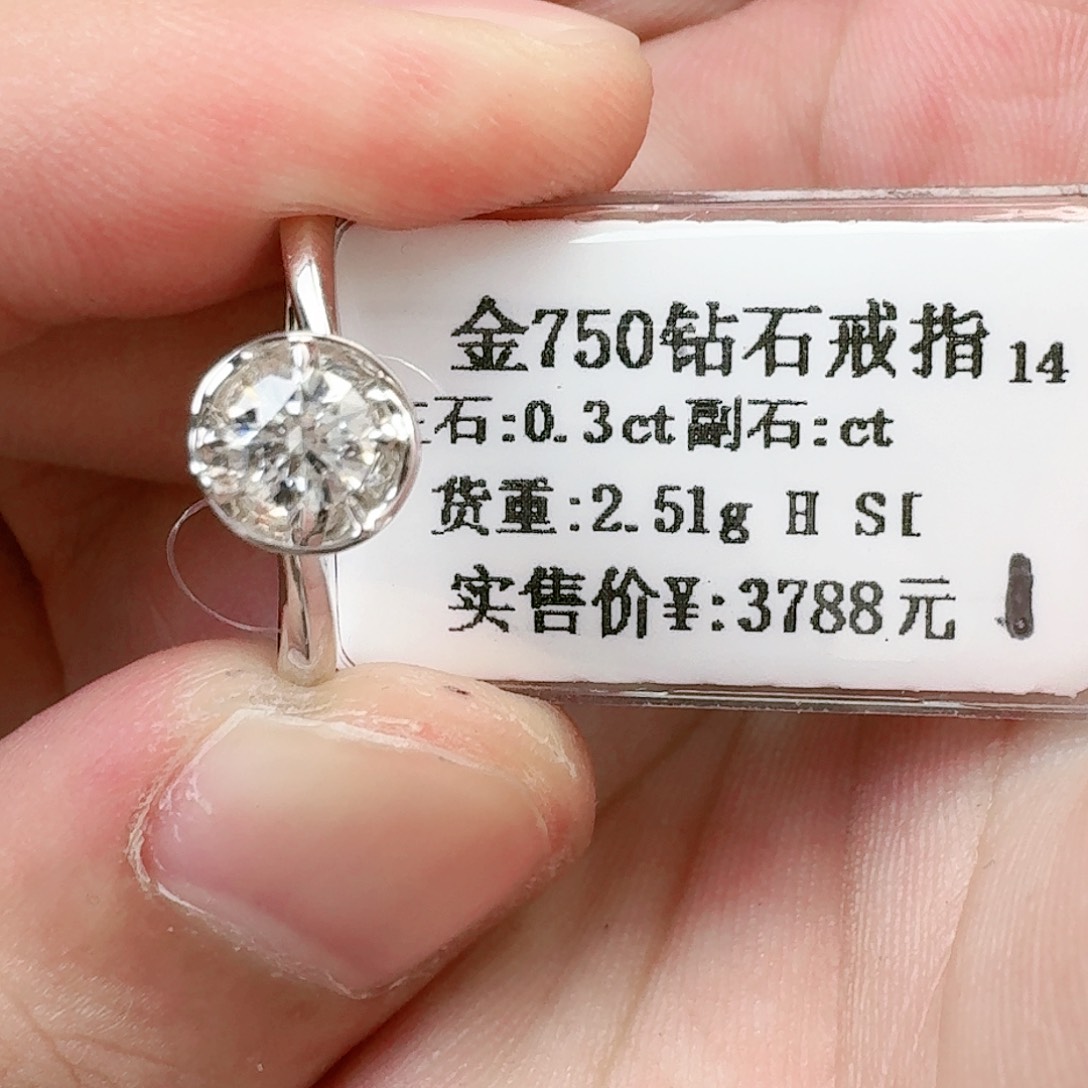 金750钻石戒指 14
主石:0.3ct副石:ct
货重:2.51g H SI
实售价¥:3788元